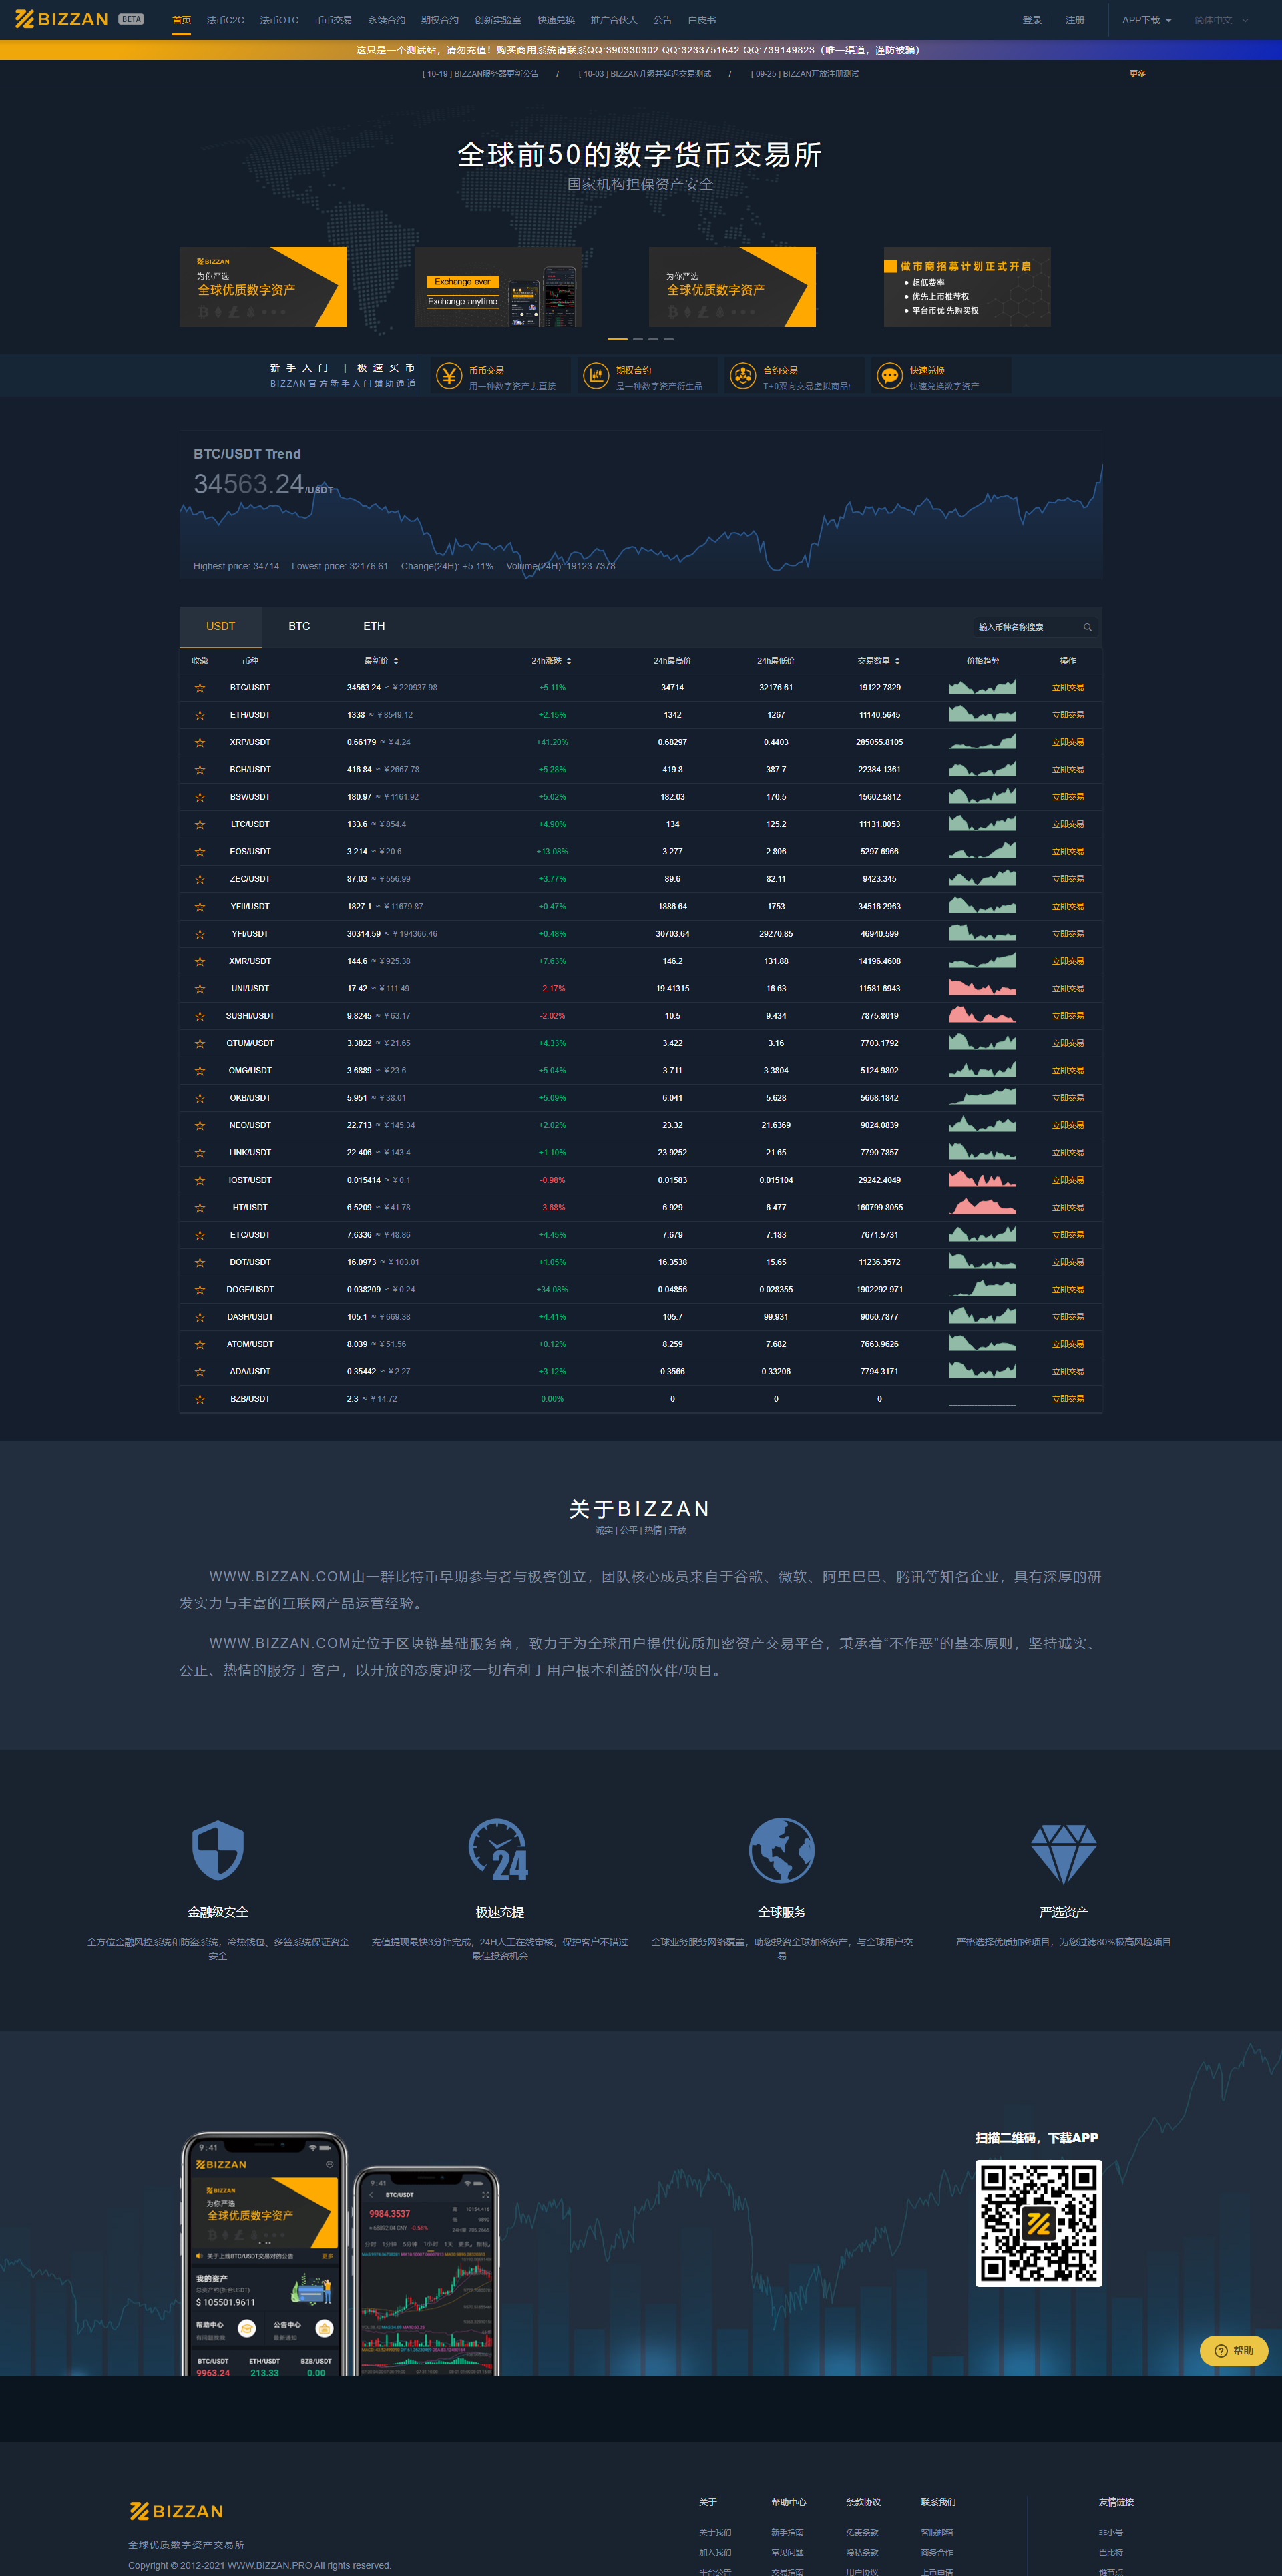 BIZZAN BETA 首页 法币C2C 法币OTC 币币交易 永续合约 期权合约 创新实验室 快速兑换 推广合伙人 公告 白皮书 登录 注册 APP下载 简体中文
这只是一个测试站，请勿充值！购买商用系统请联系QQ:390330302 QQ:3233751642 QQ:739149823（唯一渠道，谨防被骗）
[ 10-19 ] BIZZAN服务器更新公告 / [ 10-03 ] BIZZAN升级并延迟交易测试 / [ 09-25 ] BIZZAN开放注册测试 更多
全球前50的数字货币交易所
国家机构担保资产安全
BIZZAN
为你严选
全球优质数字资产
Exchange ever
Exchange anytime
为你严选
全球优质数字资产
做市商招募计划正式开启
● 超低费率
● 优先上币推荐权
● 平台币优先购买权
新手入门 | 极速买币
BIZZAN官方新手入门辅助通道
币币交易
用一种数字资产去直接
期权合约
是一种数字资产衍生品
合约交易
T+0双向交易虚拟商品
快速兑换
快速兑换数字资产
BTC/USDT Trend
34563.24/USDT
Highest price: 34714 Lowest price: 32176.61 Change(24H): +5.11% Volume(24H): 19123.7378
USDT BTC ETH 输入币种名称搜索
收藏 币种 最新价 24h涨跌 24h最高价 24h最低价 交易数量 价格趋势 操作
BTC/USDT 34563.24 ≈ ¥220937.98 +5.11% 34714 32176.61 19122.7829 立即交易
ETH/USDT 1338 ≈ ¥8549.12 +2.15% 1342 1267 11140.5645 立即交易
XRP/USDT 0.66179 ≈ ¥4.24 +41.20% 0.68297 0.4403 285055.8105 立即交易
BCH/USDT 416.84 ≈ ¥2667.78 +5.28% 419.8 387.7 22384.1361 立即交易
BSV/USDT 180.97 ≈ ¥1161.92 +5.02% 182.03 170.5 15602.5812 立即交易
LTC/USDT 133.6 ≈ ¥854.4 +4.90% 134 125.2 11131.0053 立即交易
EOS/USDT 3.214 ≈ ¥20.6 +13.08% 3.277 2.806 5297.6966 立即交易
ZEC/USDT 87.03 ≈ ¥556.99 +3.77% 89.6 82.11 9423.345 立即交易
YFII/USDT 1827.1 ≈ ¥11679.87 +0.47% 1886.64 1753 34516.2963 立即交易
YFI/USDT 30314.59 ≈ ¥194366.46 +0.48% 30703.64 29270.85 46940.599 立即交易
XMR/USDT 144.6 ≈ ¥925.38 +7.63% 146.2 131.88 14196.4608 立即交易
UNI/USDT 17.42 ≈ ¥111.49 -2.17% 19.41315 16.63 11581.6943 立即交易
SUSHI/USDT 9.8245 ≈ ¥63.17 -2.02% 10.5 9.434 7875.8019 立即交易
QTUM/USDT 3.3822 ≈ ¥21.65 +4.33% 3.422 3.16 7703.1792 立即交易
OMG/USDT 3.6889 ≈ ¥23.6 +5.04% 3.711 3.3804 5124.9802 立即交易
OKB/USDT 5.951 ≈ ¥38.01 +5.09% 6.041 5.628 5668.1842 立即交易
NEO/USDT 22.713 ≈ ¥145.34 +2.02% 23.32 21.6369 9024.0839 立即交易
LINK/USDT 22.406 ≈ ¥143.4 +1.10% 23.9252 21.65 7790.7857 立即交易
IOST/USDT 0.015414 ≈ ¥0.1 -0.98% 0.01583 0.015104 29242.4049 立即交易
HT/USDT 6.5209 ≈ ¥41.78 -3.68% 6.929 6.477 160799.8055 立即交易
ETC/USDT 7.6336 ≈ ¥48.86 +4.45% 7.679 7.183 7671.5731 立即交易
DOT/USDT 16.0973 ≈ ¥103.01 +1.05% 16.3538 15.65 11236.3572 立即交易
DOGE/USDT 0.038209 ≈ ¥0.24 +34.08% 0.04856 0.028355 1902292.971 立即交易
DASH/USDT 105.1 ≈ ¥669.38 +4.41% 105.7 99.931 9060.7877 立即交易
ATOM/USDT 8.039 ≈ ¥51.56 +0.12% 8.259 7.682 7663.9626 立即交易
ADA/USDT 0.35442 ≈ ¥2.27 +3.12% 0.3566 0.33206 7794.3171 立即交易
BZB/USDT 2.3 ≈ ¥14.72 0.00% 0 0 0 立即交易
关于BIZZAN
诚实 | 公平 | 热情 | 开放
WWW.BIZZAN.COM由一群比特币早期参与者与极客创立，团队核心成员来自于谷歌、微软、阿里巴巴、腾讯等知名企业，具有深厚的研
发实力与丰富的互联网产品运营经验。
WWW.BIZZAN.COM定位于区块链基础服务商，致力于为全球用户提供优质加密资产交易平台，秉承着“不作恶”的基本原则，坚持诚实、
公正、热情的服务于客户，以开放的态度迎接一切有利于用户根本利益的伙伴/项目。
24
金融级安全
全方位金融风控系统和防盗系统，冷热钱包、多签系统保证资金
安全
极速充提
充值提现最快3分钟完成，24H人工在线审核，保护客户不错过
最佳投资机会
全球服务
全球业务服务网络覆盖，助您投资全球加密资产，与全球用户交
易
严选资产
严格选择优质加密项目，为您过滤80%极高风险项目
扫描二维码，下载APP
9:41
BIZZAN
BIZZAN
为你严选
全球优质数字资产
关于上线BTC/USDT交易对的公告 更多
我的资产
总资产约(折合USDT)
$ 105501.9611
帮助中心
公告中心
最新通知
BTC/USDT ETH/USDT BZB/USDT
9963.24 213.33 0.00
9:41
BTC/USDT
9984.3537
帮助
BIZZAN
全球优质数字资产交易所
Copyright © 2012-2021 WWW.BIZZAN.PRO All rights reserved.
关于 帮助中心 条款协议 联系我们 友情链接
关于我们 新手指南 免责条款 客服邮箱 非小号
加入我们 常见问题 隐私条款 商务合作 巴比特
平台公告 交易指南 用户协议 上币申请 链节点